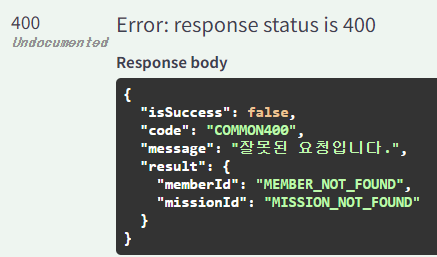 400
Undocumented
Error: response status is 400
Response body
{
  "isSuccess": false,
  "code": "COMMON400",
  "message": "잘못된 요청입니다.",
  "result": {
    "memberId": "MEMBER_NOT_FOUND",
    "missionId": "MISSION_NOT_FOUND"
  }
}